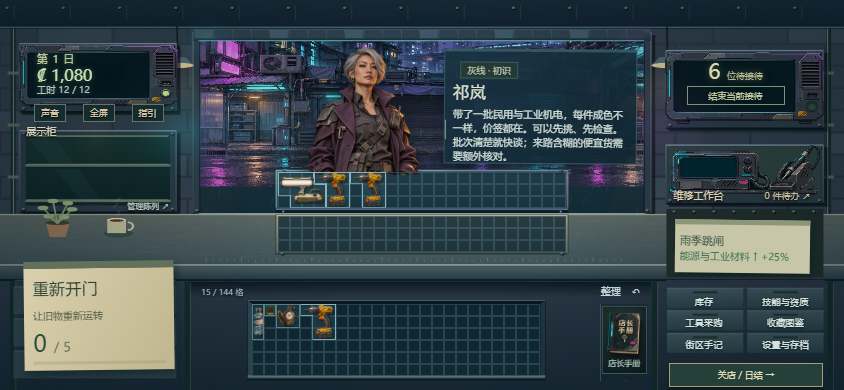 第 1 日
₡ 1,080
工时 12 / 12
声音
全屏
指引
展示柜
管理陈列 ↗
灰线 · 初识
祁岚
带了一批民用与工业机电，每件成色不
一样，价签都在。可以先挑、先检查。
批次清楚就快谈；来路含糊的便宜货需
要额外核对。
6 位待接待
结束当前接待
维修工作台
0 件待办 ↗
雨季跳闸
能源与工业材料 ↑ +25%
重新开门
让旧物重新运转
0 / 5
15 / 144 格
整理
店长
手册
店长手册
库存
技能与资质
工具采购
收藏图鉴
街区手记
设置与存档
关店 / 日结 →